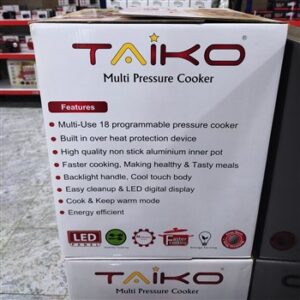 TAIKO
Multi Pressure Cooker
Features
• Multi-Use 18 programmable pressure cooker
• Built in over heat protection device
• High quality non stick aluminium inner pot
• Faster cooking, Making healthy & Tasty meals
• Backlight handle, Cool touch body
• Easy cleanup & LED digital display
• Cook & Keep warm mode
• Energy efficient
LED
TAIKO
Multi Pressure Cooker